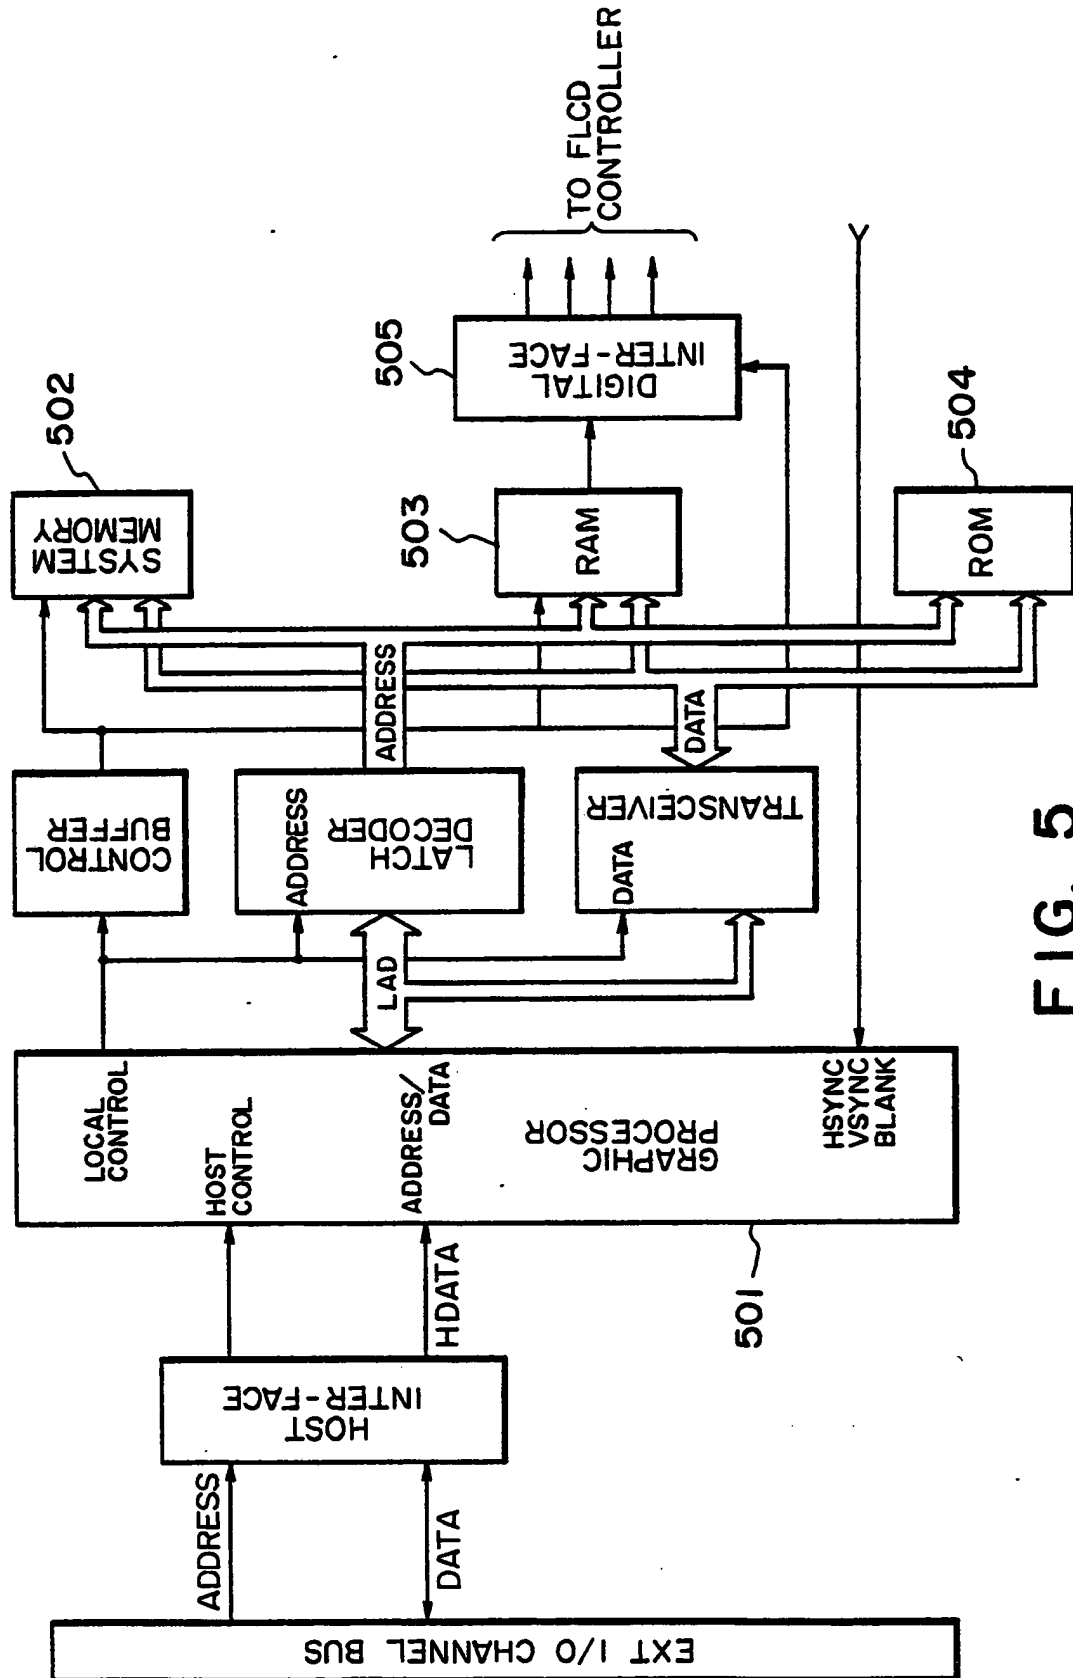 EXT I/O CHANNEL BUS
ADDRESS
DATA
HOST
INTER-FACE
HDATA
501
LOCAL
CONTROL
HOST
CONTROL
ADDRESS/
DATA
GRAPHIC
PROCESSOR
HSYNC
VSYNC
BLANK
LAD
CONTROL
BUFFER
ADDRESS
LATCH
DECODER
DATA
TRANSCEIVER
ADDRESS
DATA
502
SYSTEM
MEMORY
503
RAM
504
ROM
505
DIGITAL
INTER-FACE
TO FLCD
CONTROLLER
FIG. 5